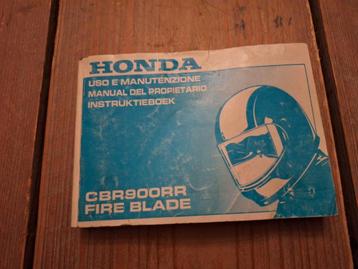 HONDA
USO E MANUTENZIONE
MANUAL DEL PROPIETARIO
INSTRUKTIEBOEK
CBR900RR
FIRE BLADE